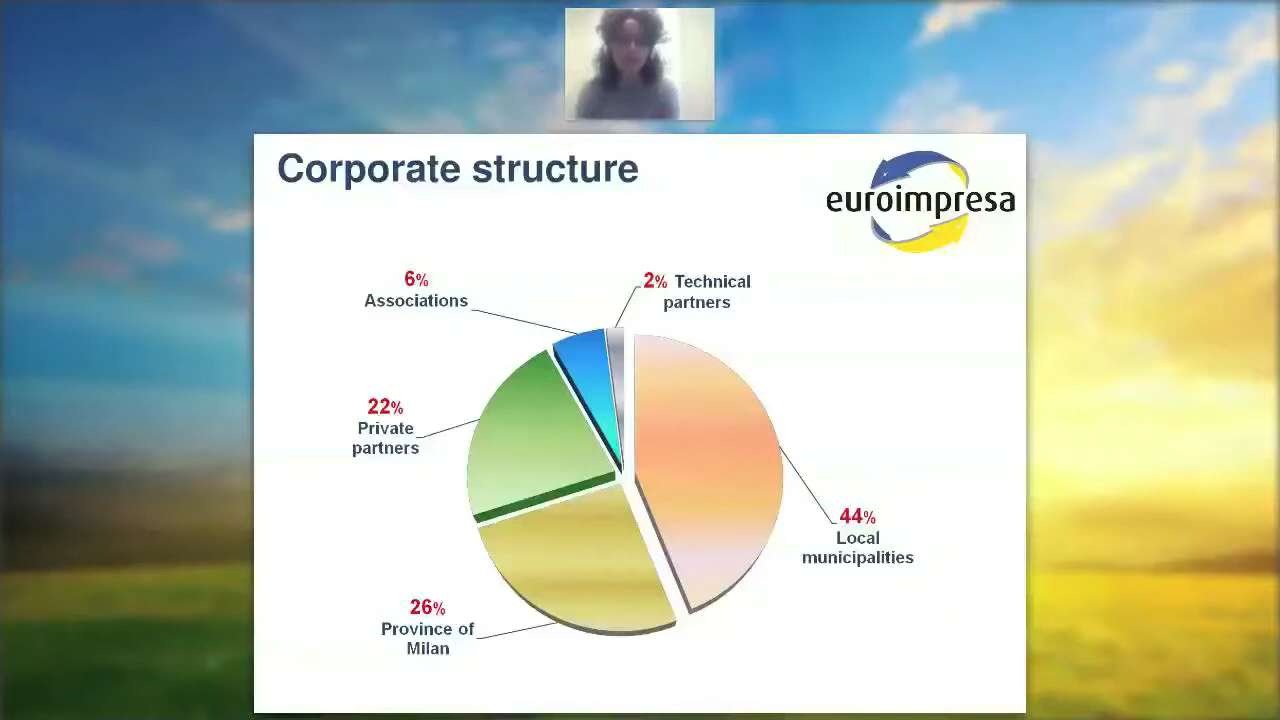 Corporate structure
euroimpresa
6%
Associations
2% Technical
partners
22%
Private
partners
44%
Local
municipalities
26%
Province of
Milan